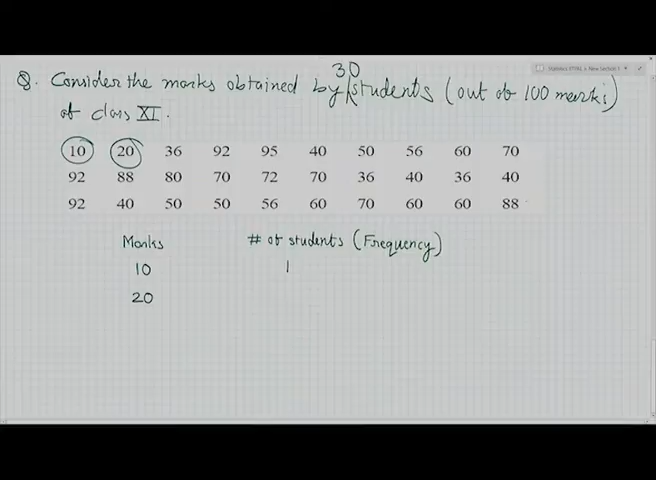 30
Q. Consider the marks obtained by students (out of 100 marks)
of class XI.
10 20 36 92 95 40 50 56 60 70
92 88 80 70 72 70 36 40 36 40
92 40 50 50 56 60 70 60 60 88
Marks # of students (Frequency)
10 1
20